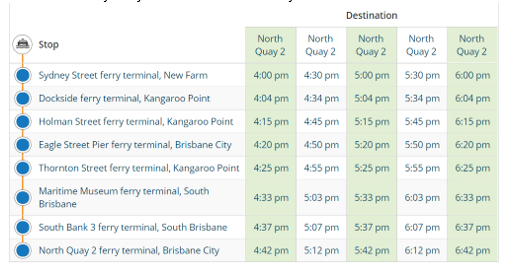 Destination
Stop North Quay 2 North Quay 2 North Quay 2 North Quay 2 North Quay 2
Sydney Street ferry terminal, New Farm 4:00 pm 4:30 pm 5:00 pm 5:30 pm 6:00 pm
Dockside ferry terminal, Kangaroo Point 4:04 pm 4:34 pm 5:04 pm 5:34 pm 6:04 pm
Holman Street ferry terminal, Kangaroo Point 4:15 pm 4:45 pm 5:15 pm 5:45 pm 6:15 pm
Eagle Street Pier ferry terminal, Brisbane City 4:20 pm 4:50 pm 5:20 pm 5:50 pm 6:20 pm
Thornton Street ferry terminal, Kangaroo Point 4:25 pm 4:55 pm 5:25 pm 5:55 pm 6:25 pm
Maritime Museum ferry terminal, South
Brisbane 4:33 pm 5:03 pm 5:33 pm 6:03 pm 6:33 pm
South Bank 3 ferry terminal, South Brisbane 4:37 pm 5:07 pm 5:37 pm 6:07 pm 6:37 pm
North Quay 2 ferry terminal, Brisbane City 4:42 pm 5:12 pm 5:42 pm 6:12 pm 6:42 pm